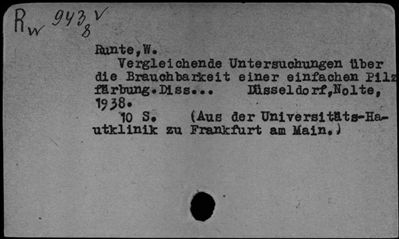 Rw 943, V
8
Runte,W.
Vergleichende Untersuchungen über
die Brauchbarkeit einer einfachen Pilz
färbung.Diss... Düsseldorf,Nolte,
1938.
10 S. (Aus der Universitäts-Ha-
utklinik zu Frankfurt am Main.)